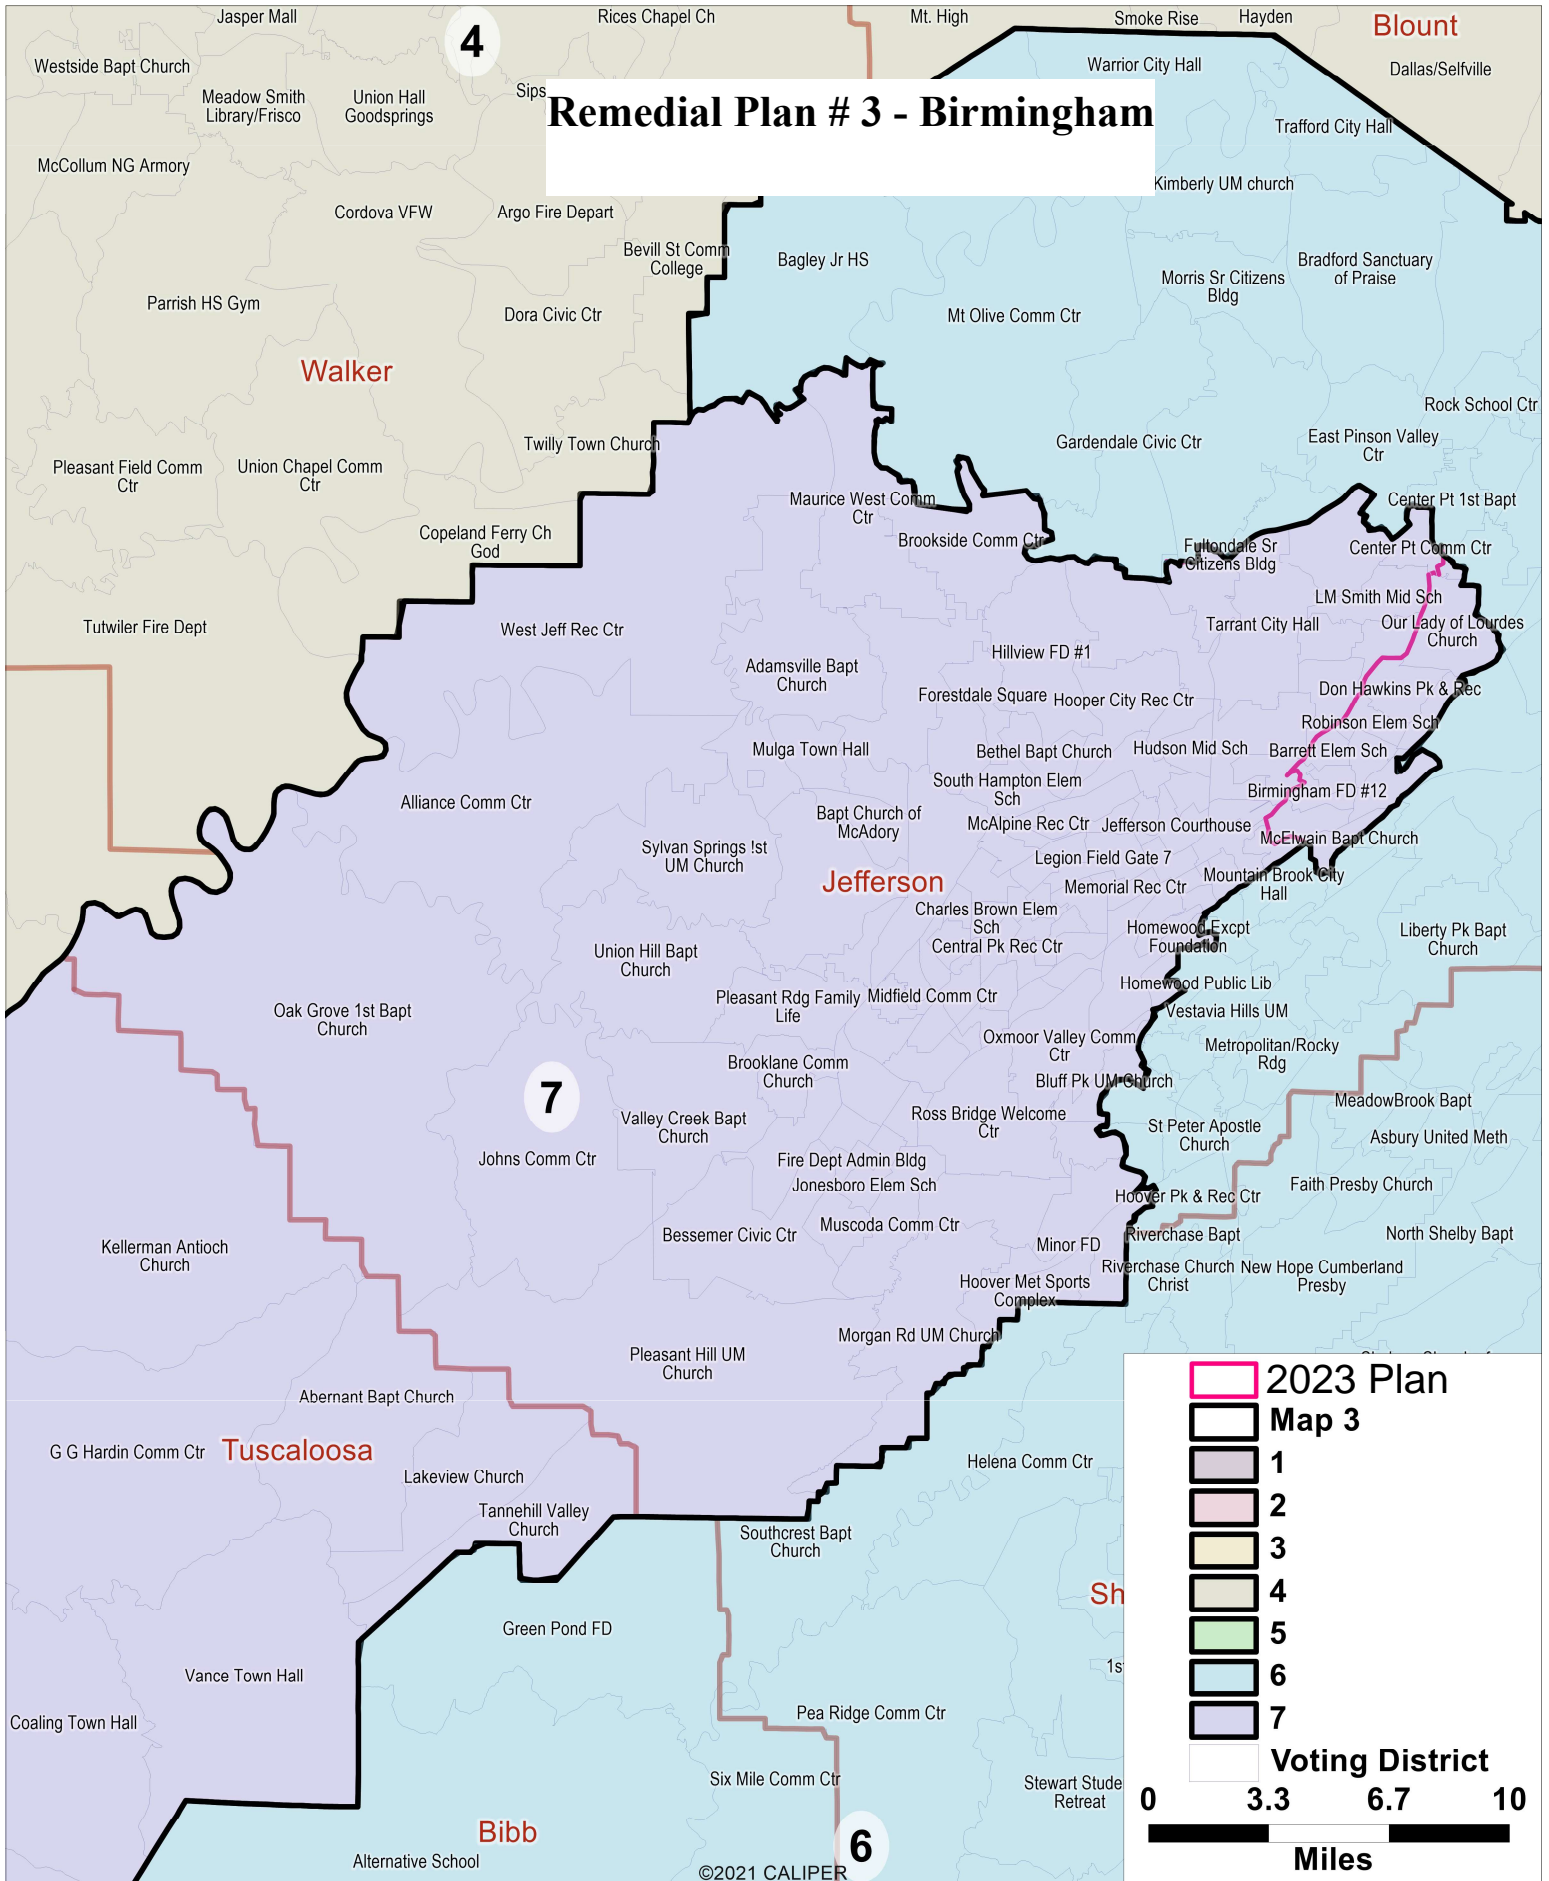 Jasper Mall
Rices Chapel Ch
Mt. High
Smoke Rise
Hayden
Blount
4
Westside Bapt Church
Warrior City Hall
Dallas/Selfville
Meadow Smith
Library/Frisco
Union Hall
Goodsprings
Sips
Remedial Plan # 3 - Birmingham
Trafford City Hall
McCollum NG Armory
Kimberly UM church
Cordova VFW
Argo Fire Depart
Bevill St Comm
College
Bagley Jr HS
Bradford Sanctuary
of Praise
Morris Sr Citizens
Bldg
Parrish HS Gym
Dora Civic Ctr
Mt Olive Comm Ctr
Walker
Rock School Ctr
Twilly Town Church
Gardendale Civic Ctr
East Pinson Valley
Ctr
Pleasant Field Comm
Ctr
Union Chapel Comm
Ctr
Maurice West Comm
Ctr
Center Pt 1st Bapt
Copeland Ferry Ch
God
Brookside Comm Ctr
Fultondale Sr
Citizens Bldg
Center Pt Comm Ctr
LM Smith Mid Sch
Tutwiler Fire Dept
West Jeff Rec Ctr
Tarrant City Hall
Our Lady of Lourdes
Church
Hillview FD #1
Adamsville Bapt
Church
Forestdale Square
Hooper City Rec Ctr
Don Hawkins Pk & Rec
Robinson Elem Sch
Mulga Town Hall
Bethel Bapt Church
Hudson Mid Sch
Barrett Elem Sch
South Hampton Elem
Sch
Birmingham FD #12
Alliance Comm Ctr
Bapt Church of
McAdory
McAlpine Rec Ctr
Jefferson Courthouse
McElwain Bapt Church
Sylvan Springs !st
UM Church
Legion Field Gate 7
Jefferson
Memorial Rec Ctr
Mountain Brook City
Hall
Charles Brown Elem
Sch
Central Pk Rec Ctr
Homewood Excpt
Foundation
Liberty Pk Bapt
Church
Union Hill Bapt
Church
Homewood Public Lib
Pleasant Rdg Family
Life
Midfield Comm Ctr
Vestavia Hills UM
Oak Grove 1st Bapt
Church
Oxmoor Valley Comm
Ctr
Metropolitan/Rocky
Rdg
Brooklane Comm
Church
Bluff Pk UM Church
7
MeadowBrook Bapt
Valley Creek Bapt
Church
Ross Bridge Welcome
Ctr
St Peter Apostle
Church
Asbury United Meth
Johns Comm Ctr
Fire Dept Admin Bldg
Jonesboro Elem Sch
Hoover Pk & Rec Ctr
Faith Presby Church
Bessemer Civic Ctr
Muscoda Comm Ctr
Riverchase Bapt
North Shelby Bapt
Kellerman Antioch
Church
Minor FD
Riverchase Church
Christ
New Hope Cumberland
Presby
Hoover Met Sports
Complex
Morgan Rd UM Church
Pleasant Hill UM
Church
Abernant Bapt Church
G G Hardin Comm Ctr
Tuscaloosa
Lakeview Church
Helena Comm Ctr
Tannehill Valley
Church
Southcrest Bapt
Church
Sh
Green Pond FD
1st
Vance Town Hall
Coaling Town Hall
Pea Ridge Comm Ctr
Six Mile Comm Ctr
Stewart Stude
Retreat
Bibb
6
Alternative School
©2021 CALIPER
2023 Plan
Map 3
1
2
3
4
5
6
7
Voting District
0 3.3 6.7 10
Miles